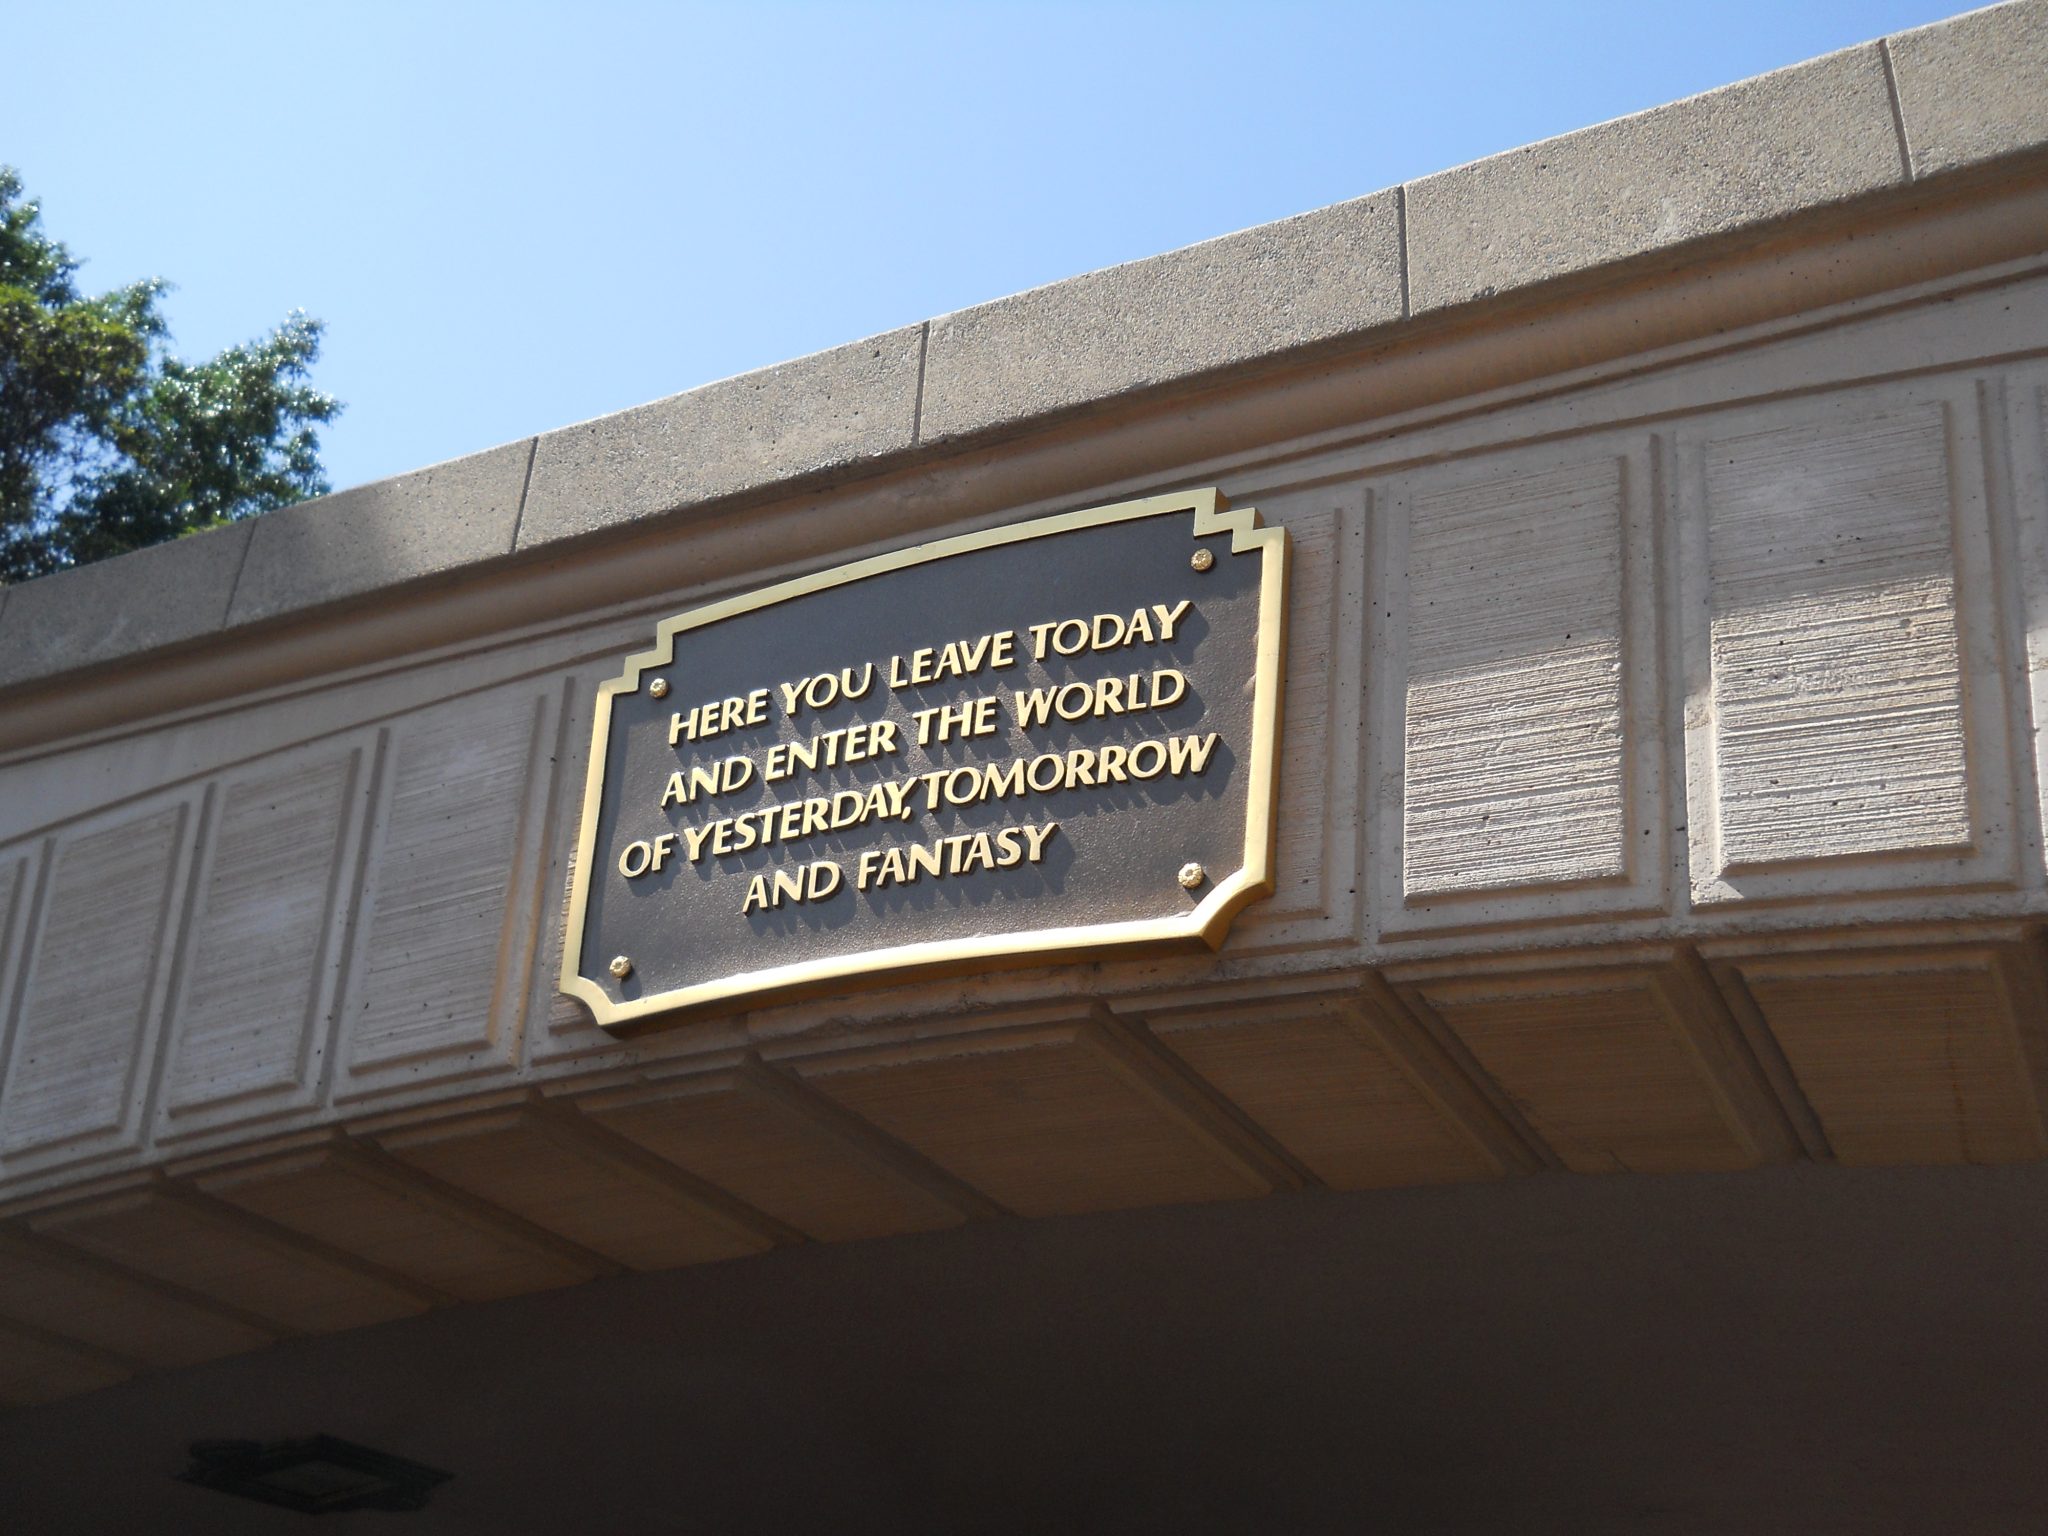 HERE YOU LEAVE TODAY
AND ENTER THE WORLD
OF YESTERDAY, TOMORROW
AND FANTASY